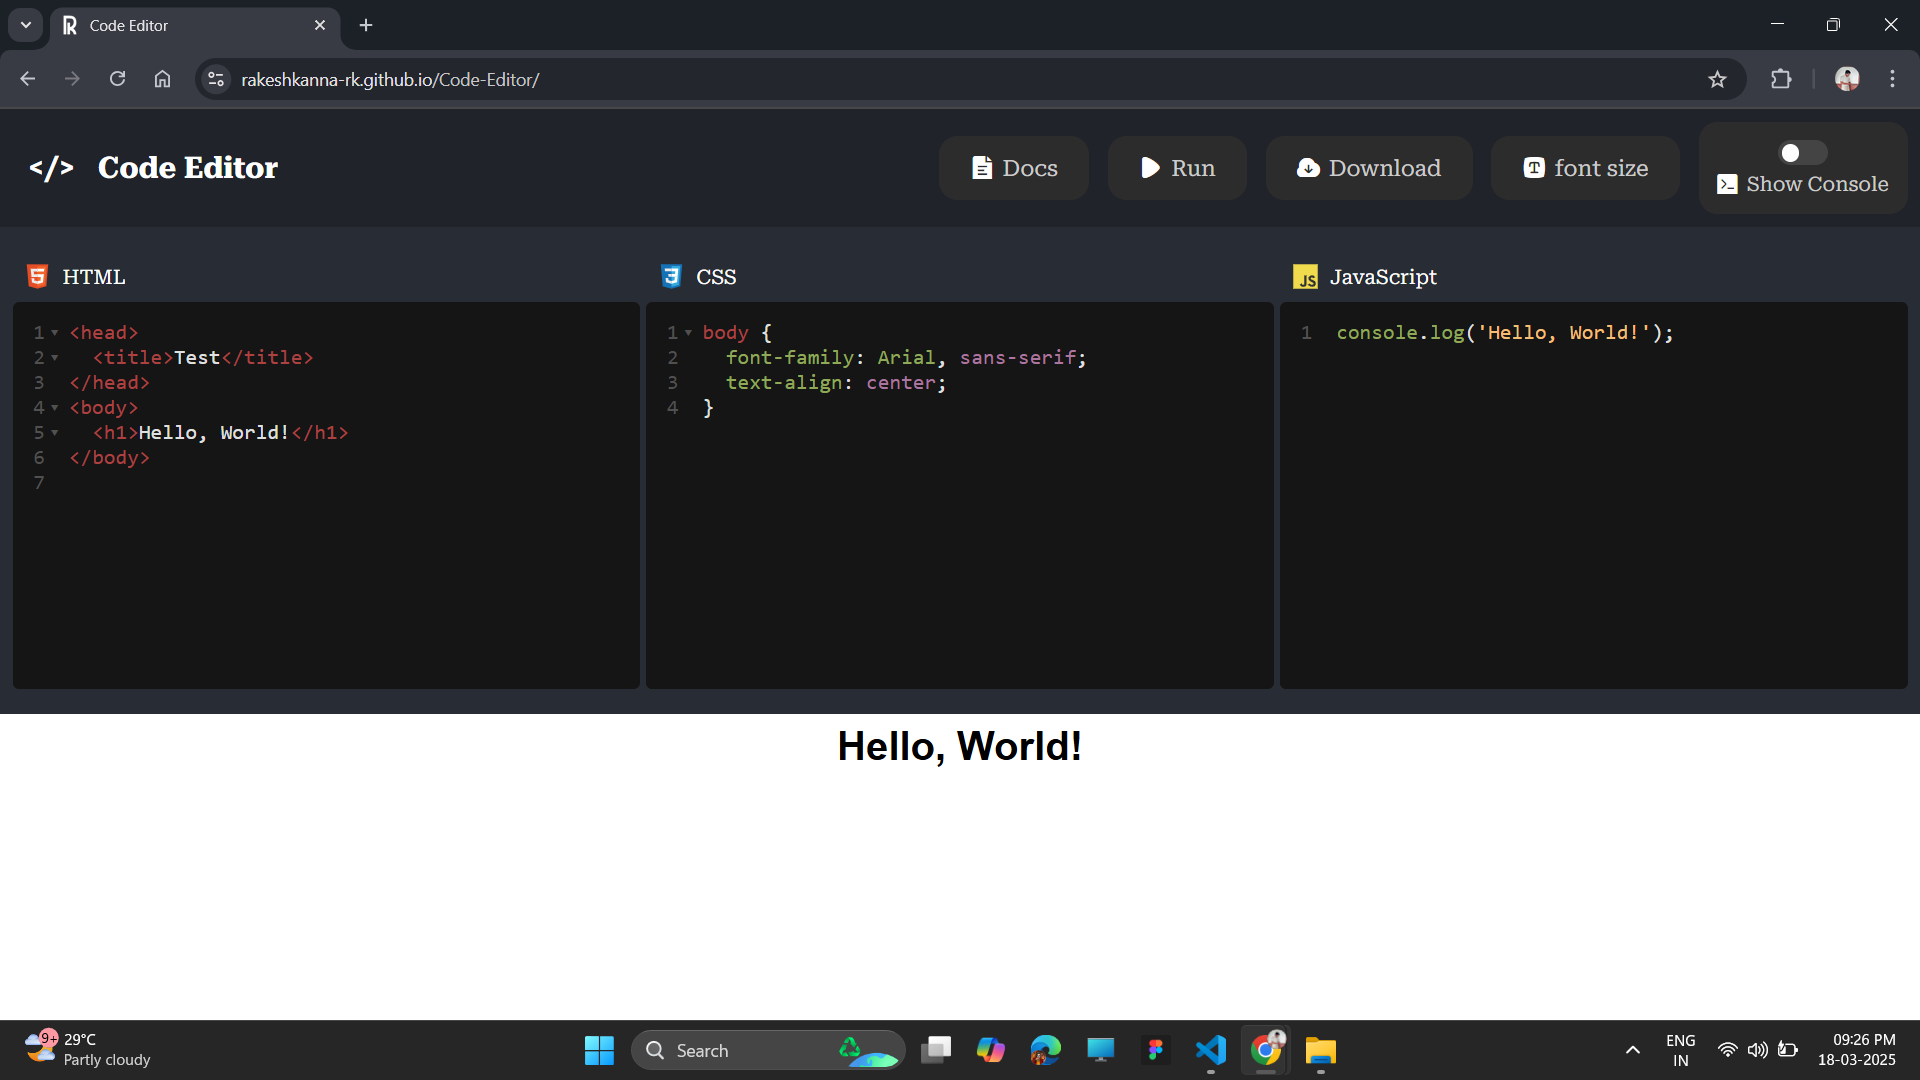 Code Editor
rakeshkanna-rk.github.io/Code-Editor/
</> Code Editor
Docs
Run
Download
font size
Show Console
HTML
1 <head>
2   <title>Test</title>
3 </head>
4 <body>
5   <h1>Hello, World!</h1>
6 </body>
7
CSS
1 body {
2   font-family: Arial, sans-serif;
3   text-align: center;
4 }
JS JavaScript
1 console.log('Hello, World!');
Hello, World!
9+
29°C
Partly cloudy
Search
ENG
IN
09:26 PM
18-03-2025